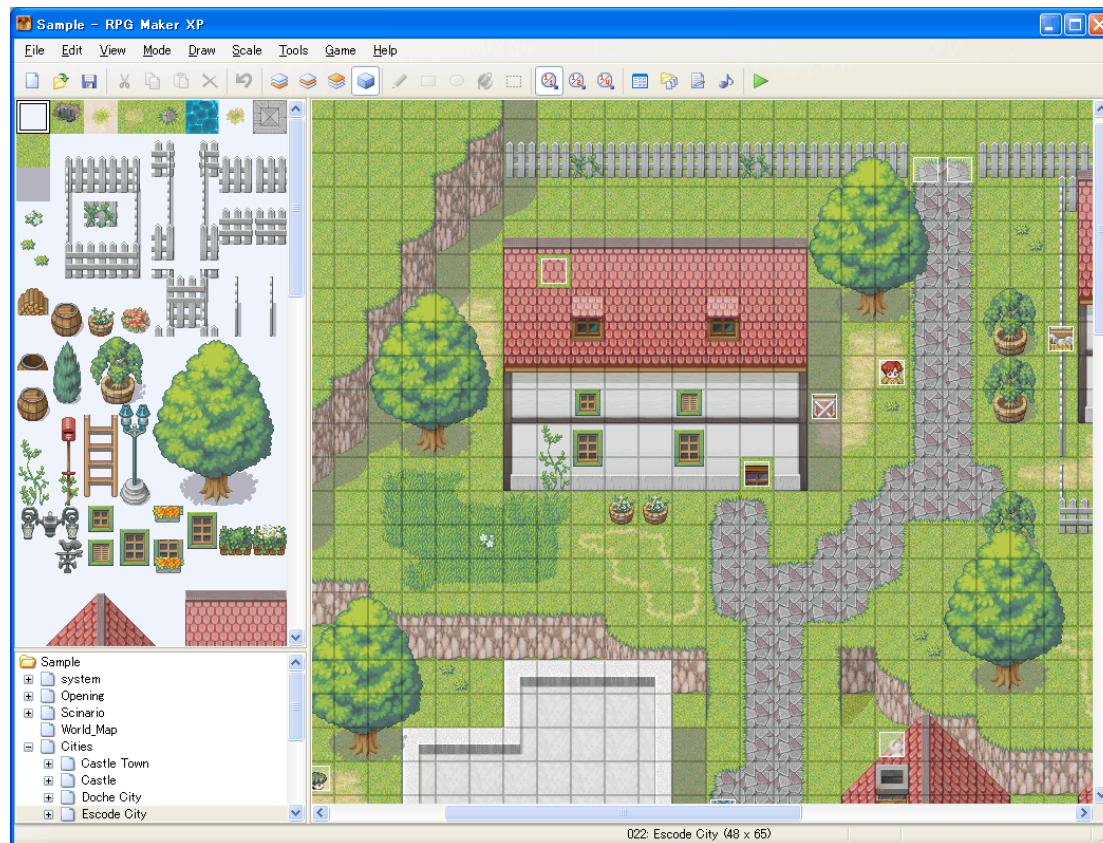 Sample - RPG Maker XP
File Edit View Mode Draw Scale Tools Game Help
Sample
system
Opening
Scinario
World_Map
Cities
Castle Town
Castle
Doche City
Escode City
022: Escode City (48 x 65)